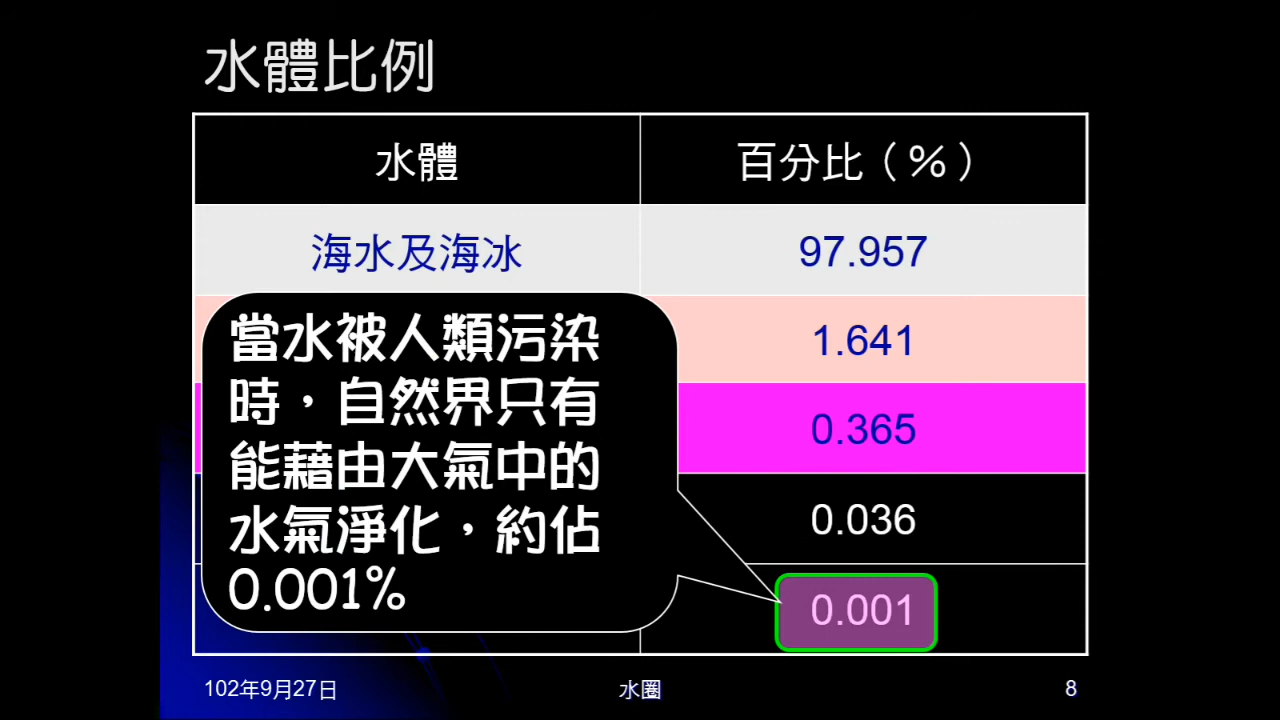 水體比例
水體 百分比（％）
海水及海冰 97.957
1.641
0.365
0.036
0.001
當水被人類污染
時，自然界只有
能藉由大氣中的
水氣淨化，約佔
0.001%
102年9月27日 水圈 8